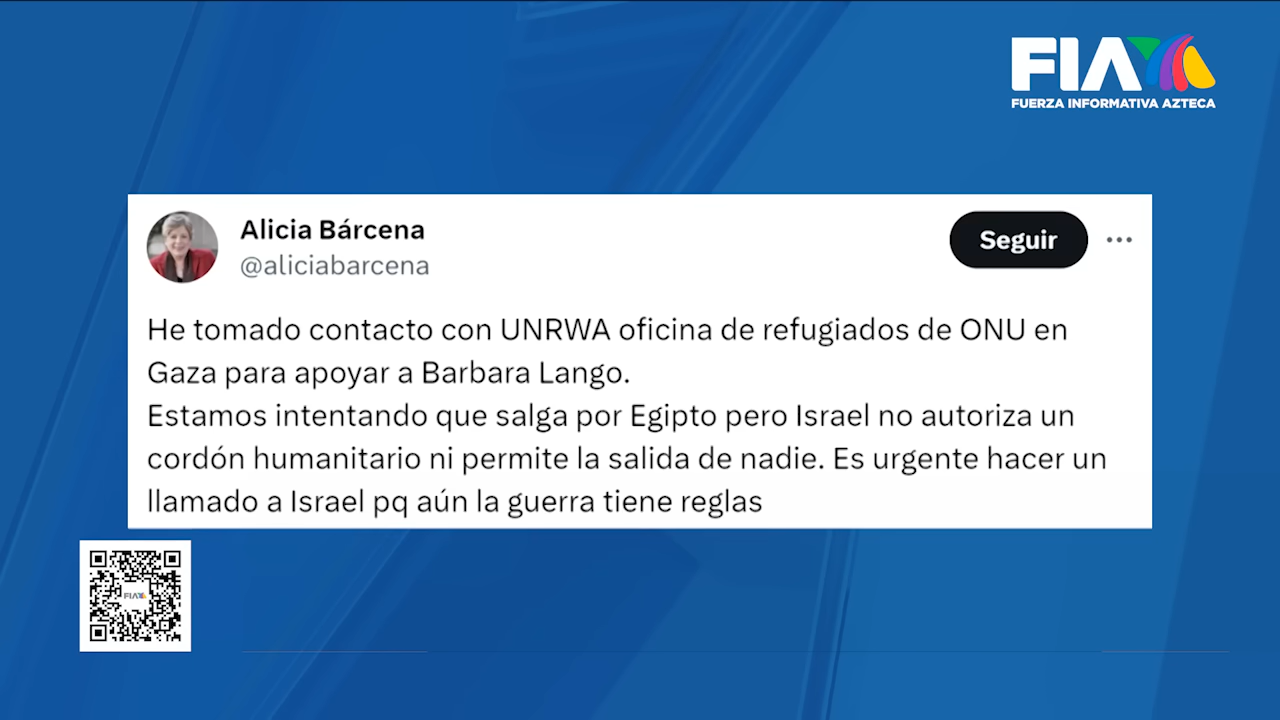 FIA
FUERZA INFORMATIVA AZTECA
Alicia Bárcena
@aliciabarcena
Seguir
He tomado contacto con UNRWA oficina de refugiados de ONU en
Gaza para apoyar a Barbara Lango.
Estamos intentando que salga por Egipto pero Israel no autoriza un
cordón humanitario ni permite la salida de nadie. Es urgente hacer un
llamado a Israel pq aún la guerra tiene reglas
FIA